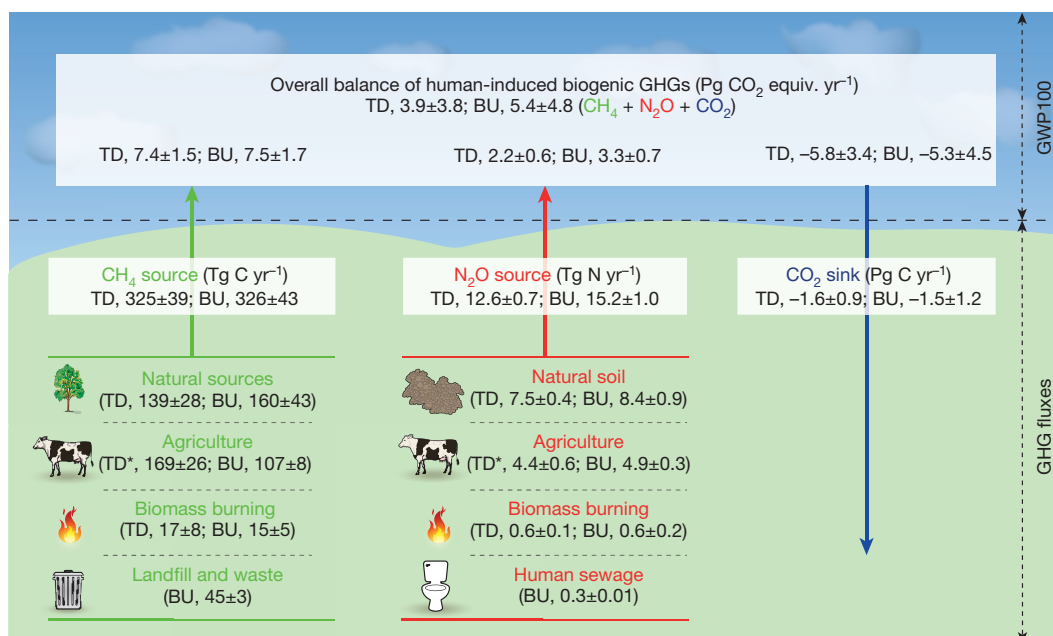 Overall balance of human-induced biogenic GHGs (Pg CO₂ equiv. yr⁻¹)
TD, 3.9±3.8; BU, 5.4±4.8 (CH₄ + N₂O + CO₂)
TD, 7.4±1.5; BU, 7.5±1.7
TD, 2.2±0.6; BU, 3.3±0.7
TD, –5.8±3.4; BU, –5.3±4.5
GWP100
CH₄ source (Tg C yr⁻¹)
TD, 325±39; BU, 326±43
N₂O source (Tg N yr⁻¹)
TD, 12.6±0.7; BU, 15.2±1.0
CO₂ sink (Pg C yr⁻¹)
TD, –1.6±0.9; BU, –1.5±1.2
Natural sources
(TD, 139±28; BU, 160±43)
Agriculture
(TD*, 169±26; BU, 107±8)
Biomass burning
(TD, 17±8; BU, 15±5)
Landfill and waste
(BU, 45±3)
Natural soil
(TD, 7.5±0.4; BU, 8.4±0.9)
Agriculture
(TD*, 4.4±0.6; BU, 4.9±0.3)
Biomass burning
(TD, 0.6±0.1; BU, 0.6±0.2)
Human sewage
(BU, 0.3±0.01)
GHG fluxes